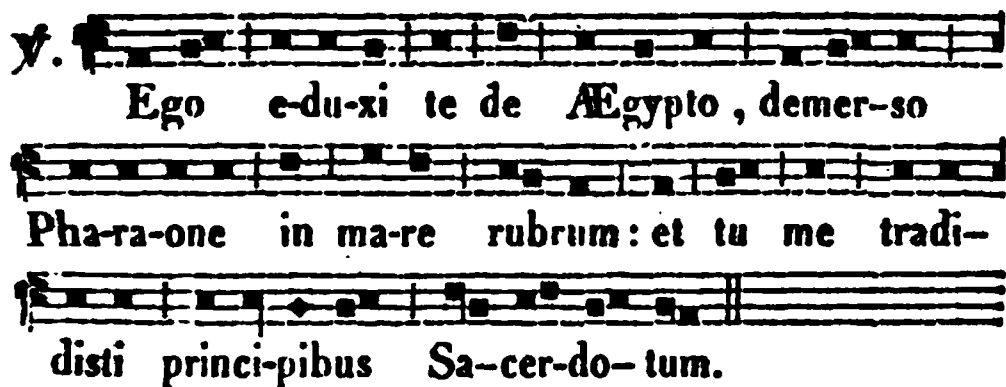 ℣. Ego e-du-xi te de Ægypto, demer-so
Pha-ra-one in ma-re rubrum: et tu me tradi-
disti princi-pibus Sa-cer-do-tum.